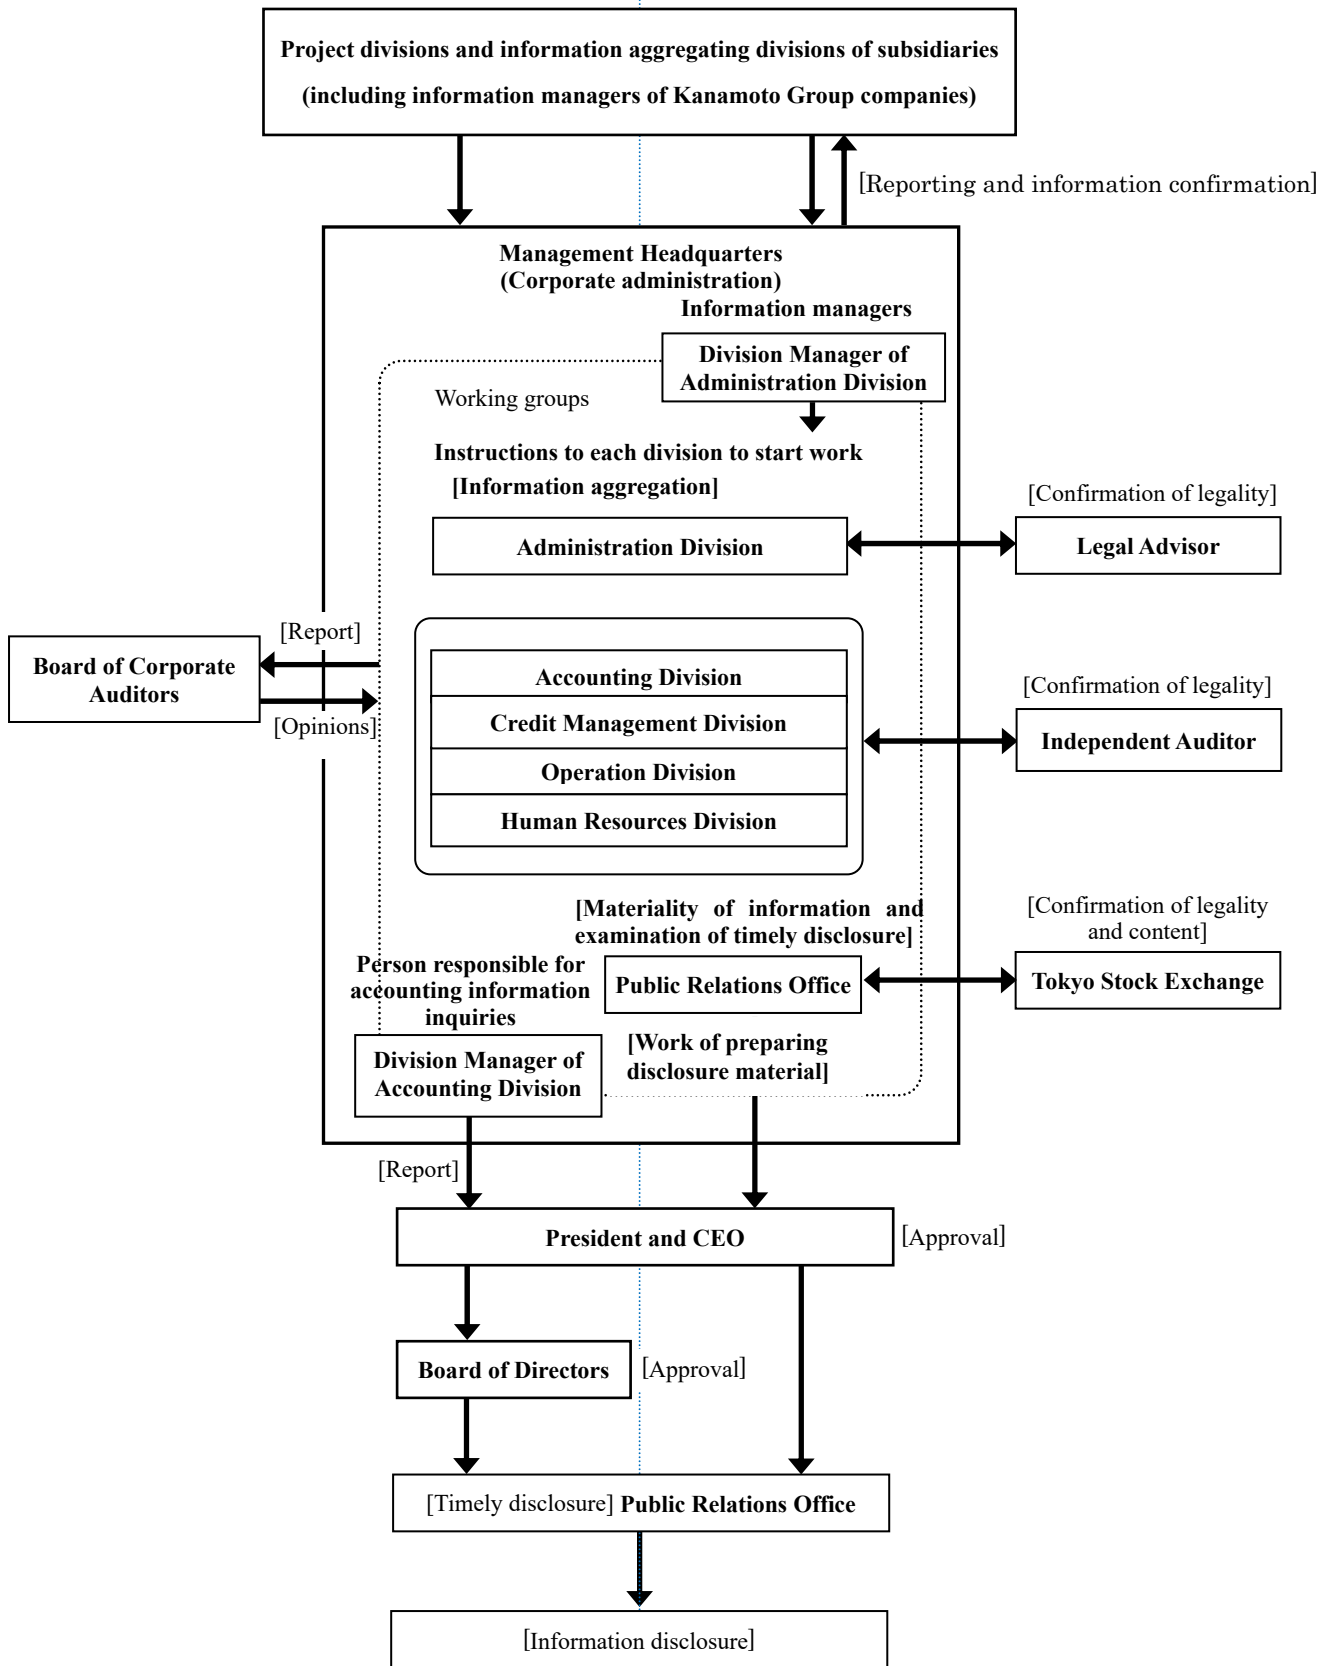 Project divisions and information aggregating divisions of subsidiaries
(including information managers of Kanamoto Group companies)
[Reporting and information confirmation]
Management Headquarters
(Corporate administration)
Information managers
Division Manager of
Administration Division
Working groups
Instructions to each division to start work
[Information aggregation]
[Confirmation of legality]
Administration Division
Legal Advisor
[Report]
Board of Corporate
Auditors
[Opinions]
Accounting Division
Credit Management Division
Operation Division
Human Resources Division
[Confirmation of legality]
Independent Auditor
[Materiality of information and
examination of timely disclosure]
[Confirmation of legality
and content]
Person responsible for
accounting information
inquiries
Public Relations Office
Tokyo Stock Exchange
Division Manager of
Accounting Division
[Work of preparing
disclosure material]
[Report]
President and CEO
[Approval]
Board of Directors
[Approval]
[Timely disclosure] Public Relations Office
[Information disclosure]